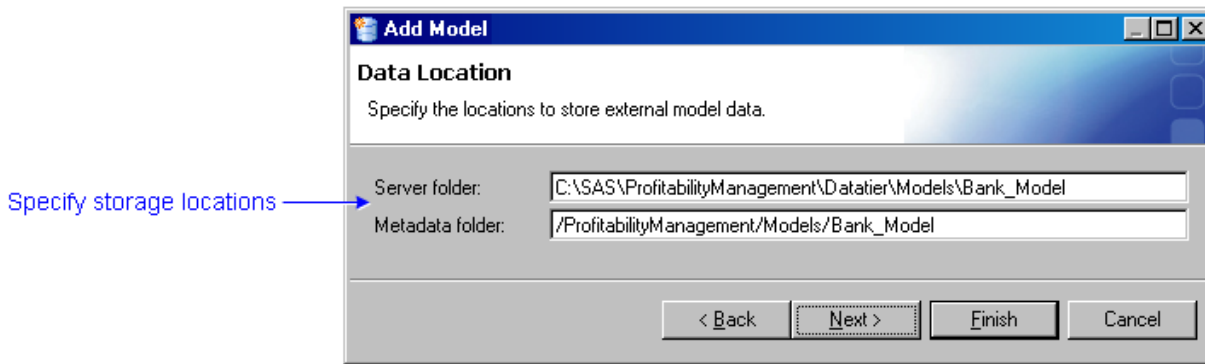 Add Model
Data Location
Specify the locations to store external model data.
Specify storage locations
Server folder: C:\SAS\ProfitabilityManagement\Datatier\Models\Bank_Model
Metadata folder: /ProfitabilityManagement/Models/Bank_Model
< Back Next > Finish Cancel